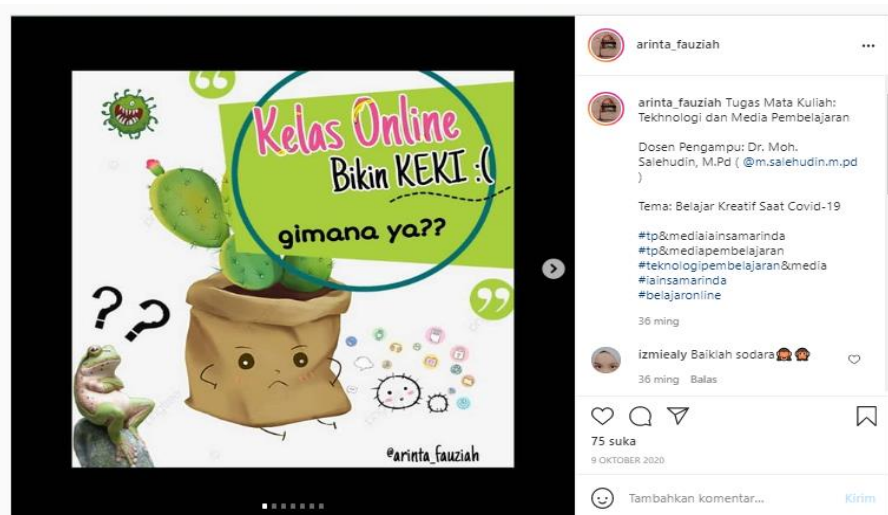 Kelas Online
Bikin KEKI :(
gimana ya??
??
@arinta_fauziah
arinta_fauziah
arinta_fauziah Tugas Mata Kuliah:
Tekhnologi dan Media Pembelajaran
Dosen Pengampu: Dr. Moh.
Salehudin, M.Pd ( @m.salehudin.m.pd
)
Tema: Belajar Kreatif Saat Covid-19
#tp&mediaiainsamarinda
#tp&mediapembelajaran
#teknologipembelajaran&media
#iainsamarinda
#belajaronline
36 ming
izmiealy Baiklah sodara🙈🙊
36 ming Balas
75 suka
9 OKTOBER 2020
Tambahkan komentar...
Kirim